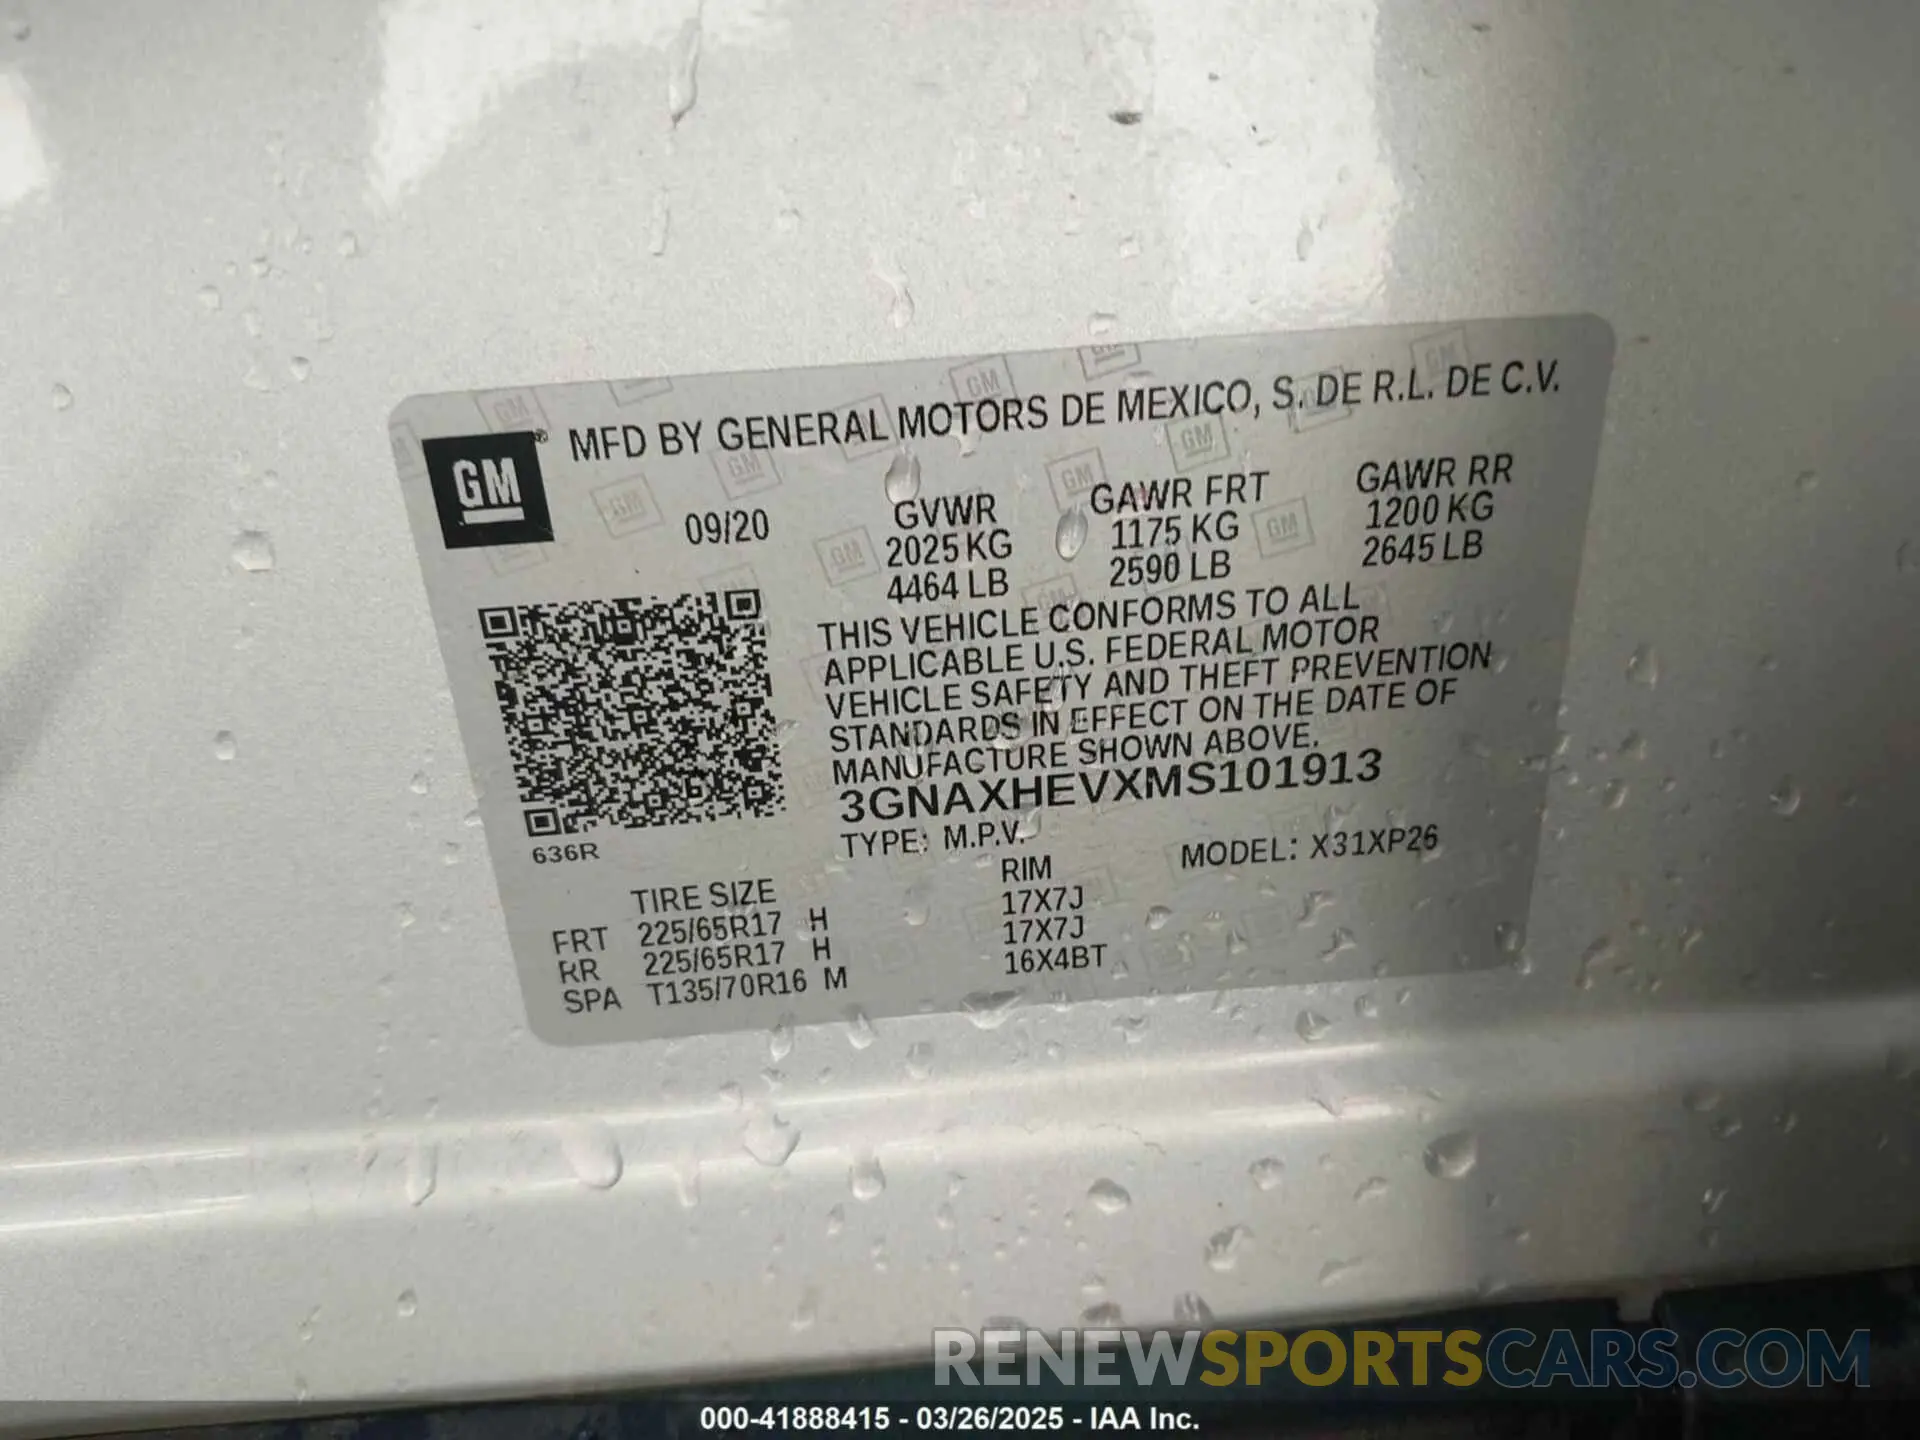 GM ® MFD BY GENERAL MOTORS DE MEXICO, S. DE R.L. DE C.V.
09/20 GVWR GAWR FRT GAWR RR
2025 KG 1175 KG 1200 KG
4464 LB 2590 LB 2645 LB
THIS VEHICLE CONFORMS TO ALL
APPLICABLE U.S. FEDERAL MOTOR
VEHICLE SAFETY AND THEFT PREVENTION
STANDARDS IN EFFECT ON THE DATE OF
MANUFACTURE SHOWN ABOVE.
3GNAXHEVXMS101913
636R
TYPE: M.P.V. MODEL: X31XP26
TIRE SIZE RIM
FRT 225/65R17 H 17X7J
RR 225/65R17 H 17X7J
SPA T135/70R16 M 16X4BT
RENEWSPORTSCARS.COM
000-41888415 - 03/26/2025 - IAA Inc.